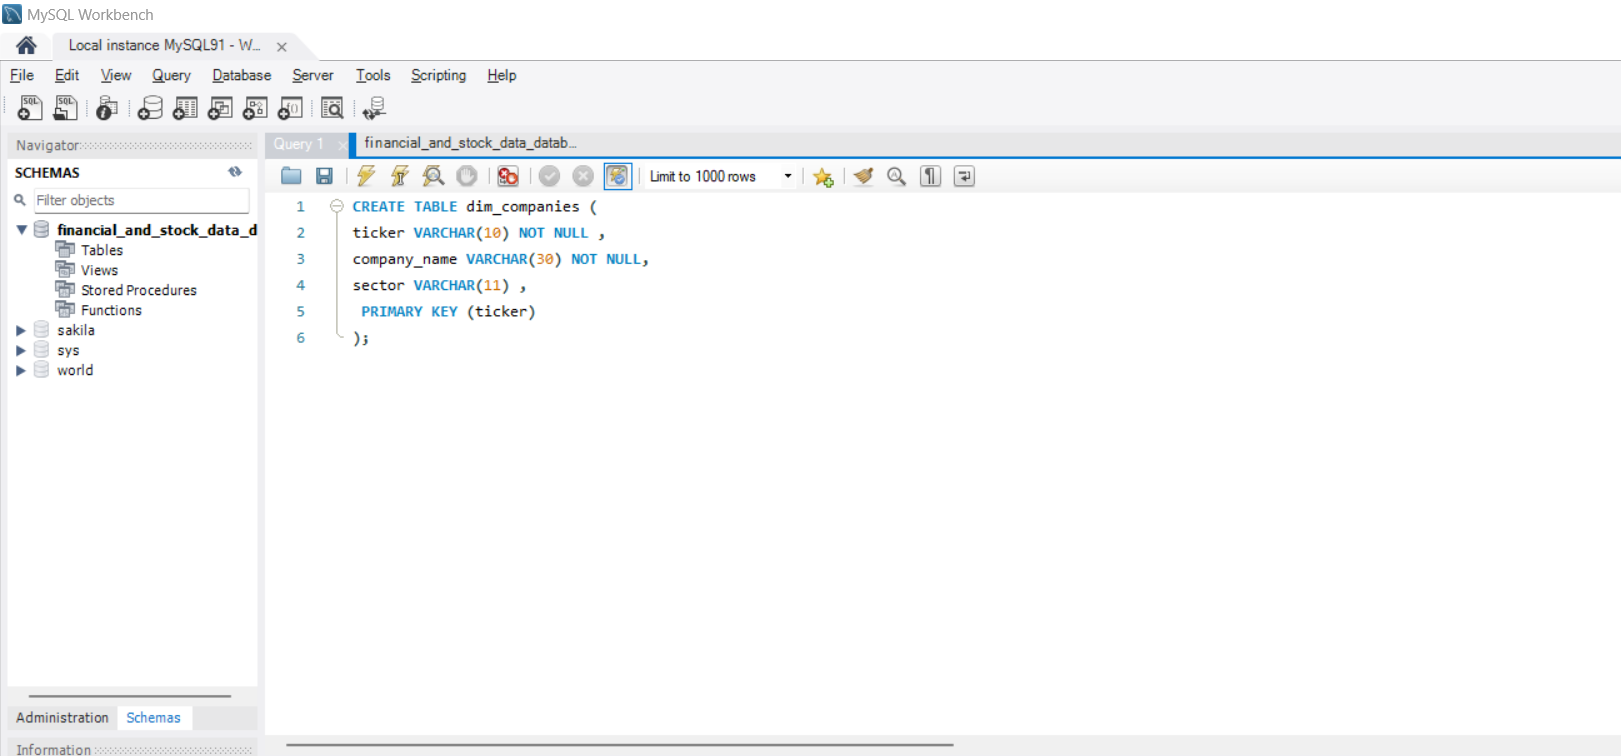 MySQL Workbench
Local instance MySQL91 - W...
File Edit View Query Database Server Tools Scripting Help
SQL SQL
Navigator
Query 1
financial_and_stock_data_datab...
SCHEMAS
Limit to 1000 rows
Filter objects
financial_and_stock_data_d
Tables
Views
Stored Procedures
Functions
sakila
sys
world
1 CREATE TABLE dim_companies (
2 ticker VARCHAR(10) NOT NULL ,
3 company_name VARCHAR(30) NOT NULL,
4 sector VARCHAR(11) ,
5 PRIMARY KEY (ticker)
6 );
Administration Schemas
Information